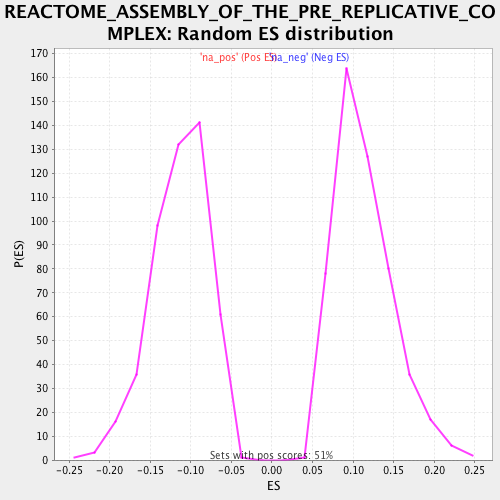 REACTOME_ASSEMBLY_OF_THE_PRE_REPLICATIVE_CO
MPLEX: Random ES distribution
'na_pos' (Pos ES)
'na_neg' (Neg ES)
170
160
150
140
130
120
110
100
90
80
70
60
50
40
30
20
10
0
P(ES)
Sets with pos scores: 51%
-0.25 -0.20 -0.15 -0.10 -0.05 0.00 0.05 0.10 0.15 0.20 0.25
ES